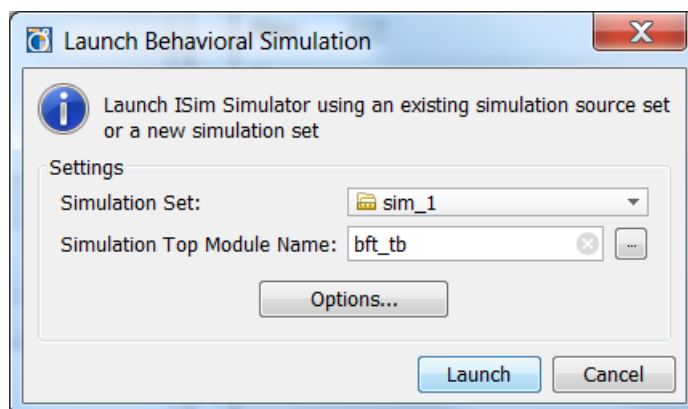 Launch Behavioral Simulation
Launch ISim Simulator using an existing simulation source set
or a new simulation set
Settings
Simulation Set: sim_1
Simulation Top Module Name: bft_tb ...
Options...
Launch Cancel